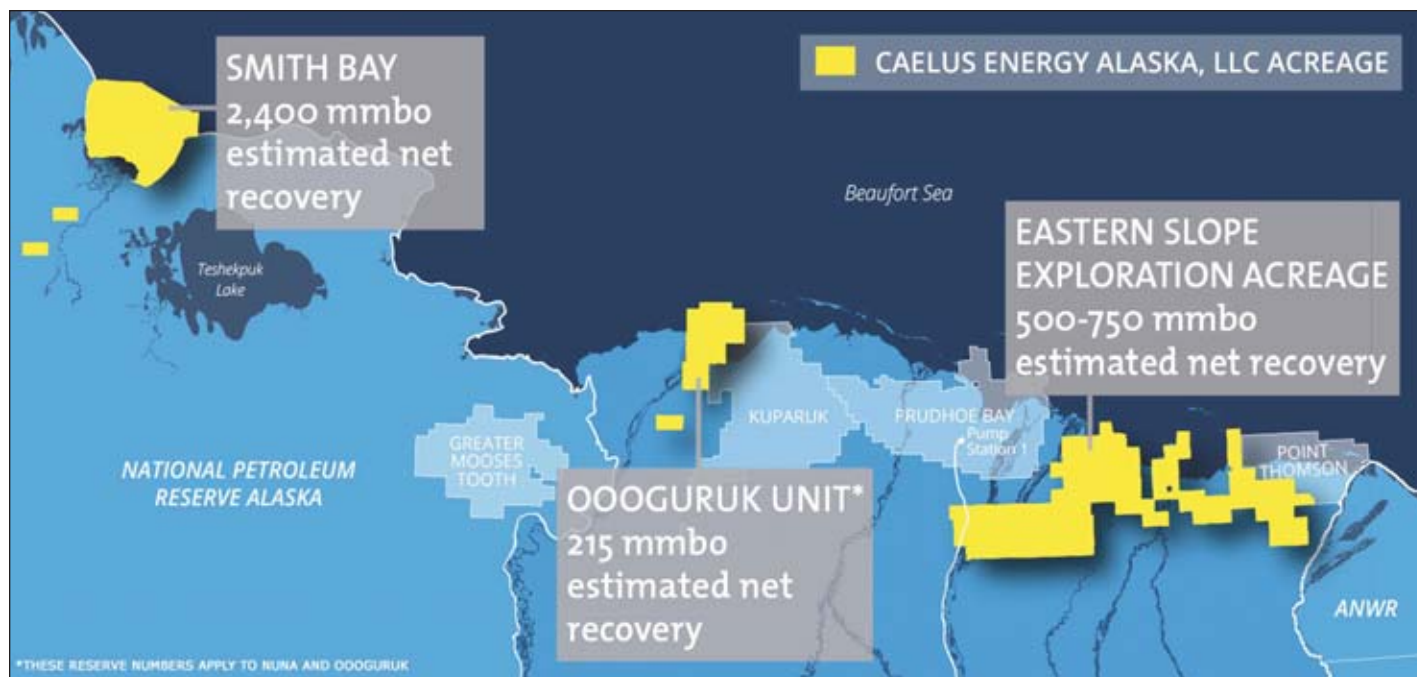 SMITH BAY
2,400 mmbo
estimated net
recovery
CAELUS ENERGY ALASKA, LLC ACREAGE
Beaufort Sea
EASTERN SLOPE
EXPLORATION ACREAGE
500-750 mmbo
estimated net recovery
Teshekpuk
Lake
KUPARUK
PRUDHOE BAY
Pump
Station 1
GREATER
MOOSES
TOOTH
POINT
THOMSON
NATIONAL PETROLEUM
RESERVE ALASKA
OOOGURUK UNIT*
215 mmbo
estimated net
recovery
ANWR
*THESE RESERVE NUMBERS APPLY TO NUNA AND OOOGURUK